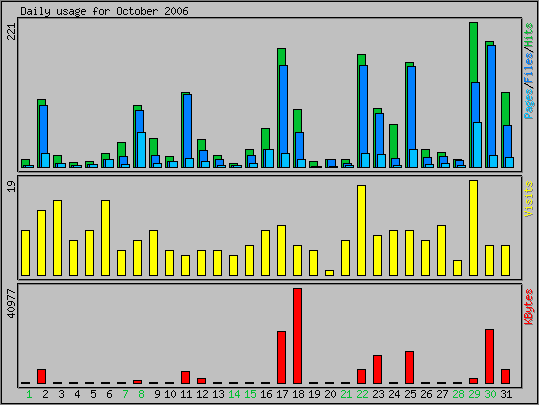 Daily usage for October 2006
221
Pages/Files/Hits
19
Visits
40977
KBytes
1 2 3 4 5 6 7 8 9 10 11 12 13 14 15 16 17 18 19 20 21 22 23 24 25 26 27 28 29 30 31